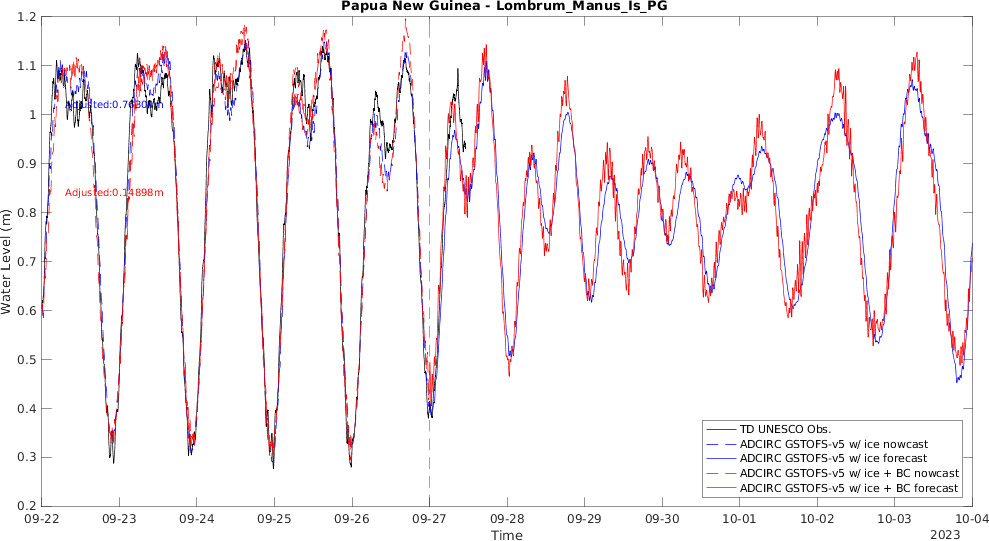 Papua New Guinea - Lombrum_Manus_Is_PG
1.2
1.1
1
0.9
0.8
0.7
0.6
0.5
0.4
0.3
0.2
Water Level (m)
Adjusted:0.14898m
TD UNESCO Obs.
ADCIRC GSTOFS-v5 w/ ice nowcast
ADCIRC GSTOFS-v5 w/ ice forecast
ADCIRC GSTOFS-v5 w/ ice + BC nowcast
ADCIRC GSTOFS-v5 w/ ice + BC forecast
09-22 09-23 09-24 09-25 09-26 09-27 09-28 09-29 09-30 10-01 10-02 10-03 10-04
Time
2023